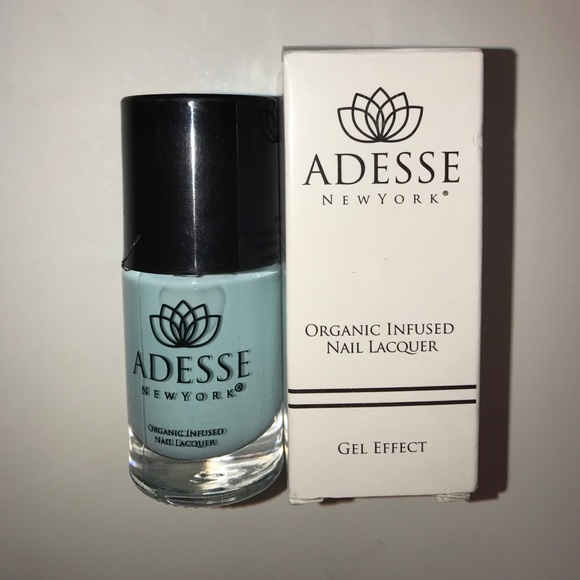 ADESSE
NEWYORK®
ORGANIC INFUSED
NAIL LACQUER
ADESSE
NEWYORK®
ORGANIC INFUSED
NAIL LACQUER
GEL EFFECT